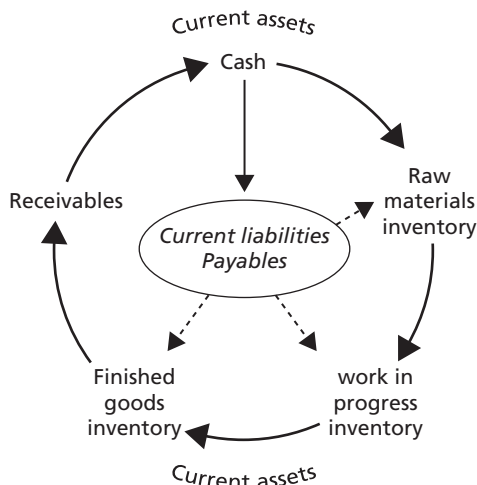 Current assets
Cash
Receivables
Raw
materials
inventory
Current liabilities
Payables
Finished
goods
inventory
work in
progress
inventory
Current assets